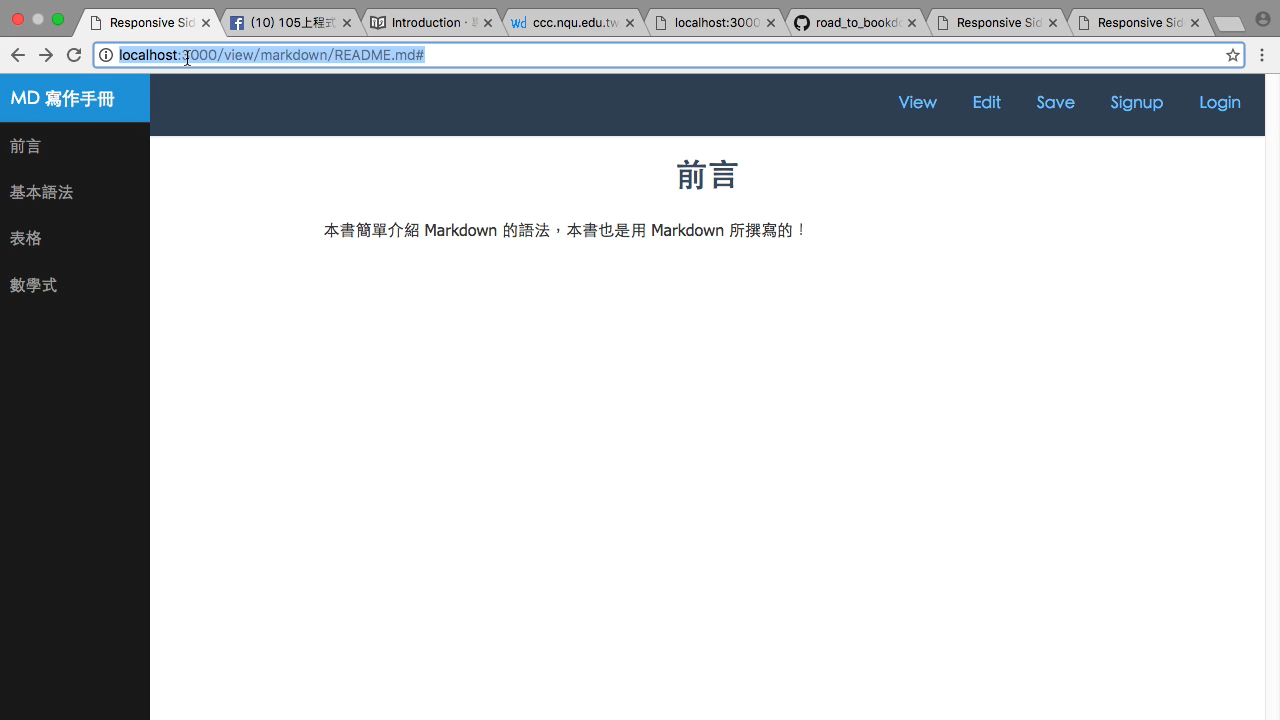 Responsive Sid
(10) 105上程式
Introduction ·
ccc.nqu.edu.tw
localhost:3000
road_to_bookdo
Responsive Sid
Responsive Sid
localhost:3000/view/markdown/README.md#
MD 寫作手冊
View
Edit
Save
Signup
Login
前言
基本語法
表格
數學式
前言
本書簡單介紹 Markdown 的語法，本書也是用 Markdown 所撰寫的！